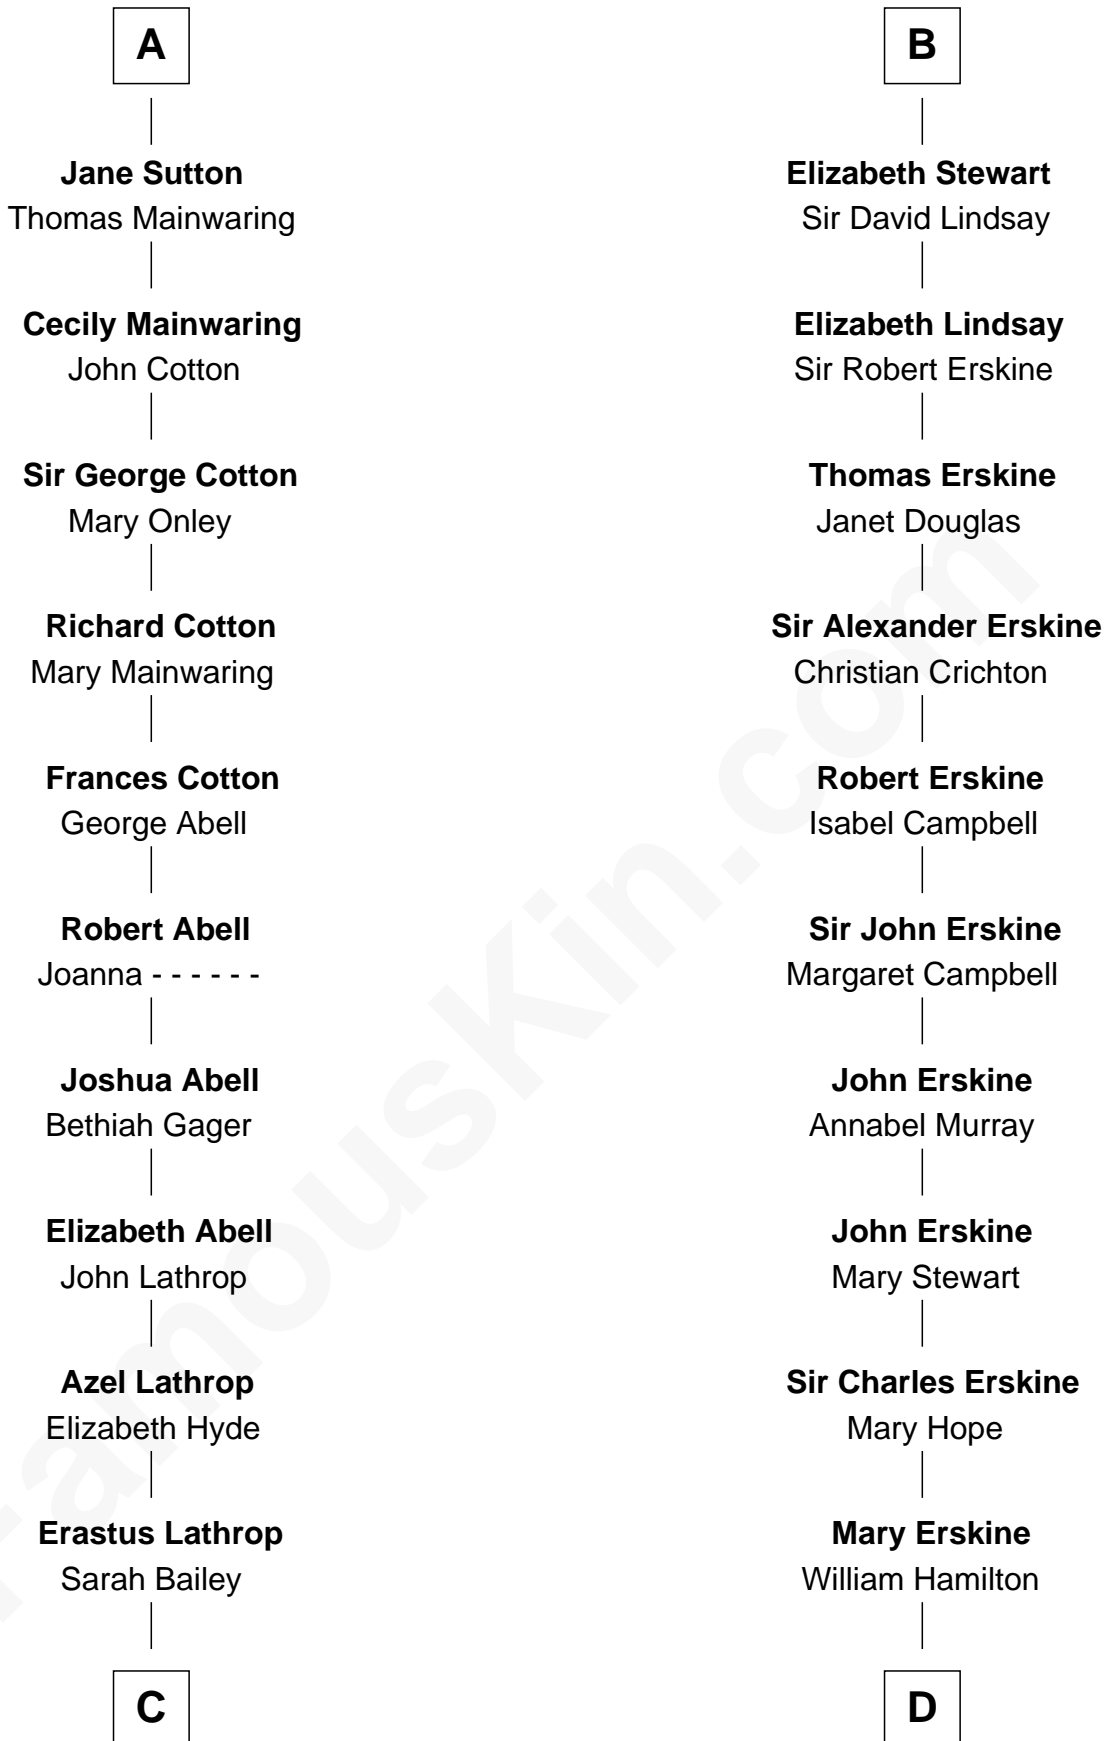 A
Jane Sutton
Thomas Mainwaring
Cecily Mainwaring
John Cotton
Sir George Cotton
Mary Onley
Richard Cotton
Mary Mainwaring
Frances Cotton
George Abell
Robert Abell
Joanna - - - - - -
Joshua Abell
Bethiah Gager
Elizabeth Abell
John Lathrop
Azel Lathrop
Elizabeth Hyde
Erastus Lathrop
Sarah Bailey
C
B
Elizabeth Stewart
Sir David Lindsay
Elizabeth Lindsay
Sir Robert Erskine
Thomas Erskine
Janet Douglas
Sir Alexander Erskine
Christian Crichton
Robert Erskine
Isabel Campbell
Sir John Erskine
Margaret Campbell
John Erskine
Annabel Murray
John Erskine
Mary Stewart
Sir Charles Erskine
Mary Hope
Mary Erskine
William Hamilton
D
FamousKin.com